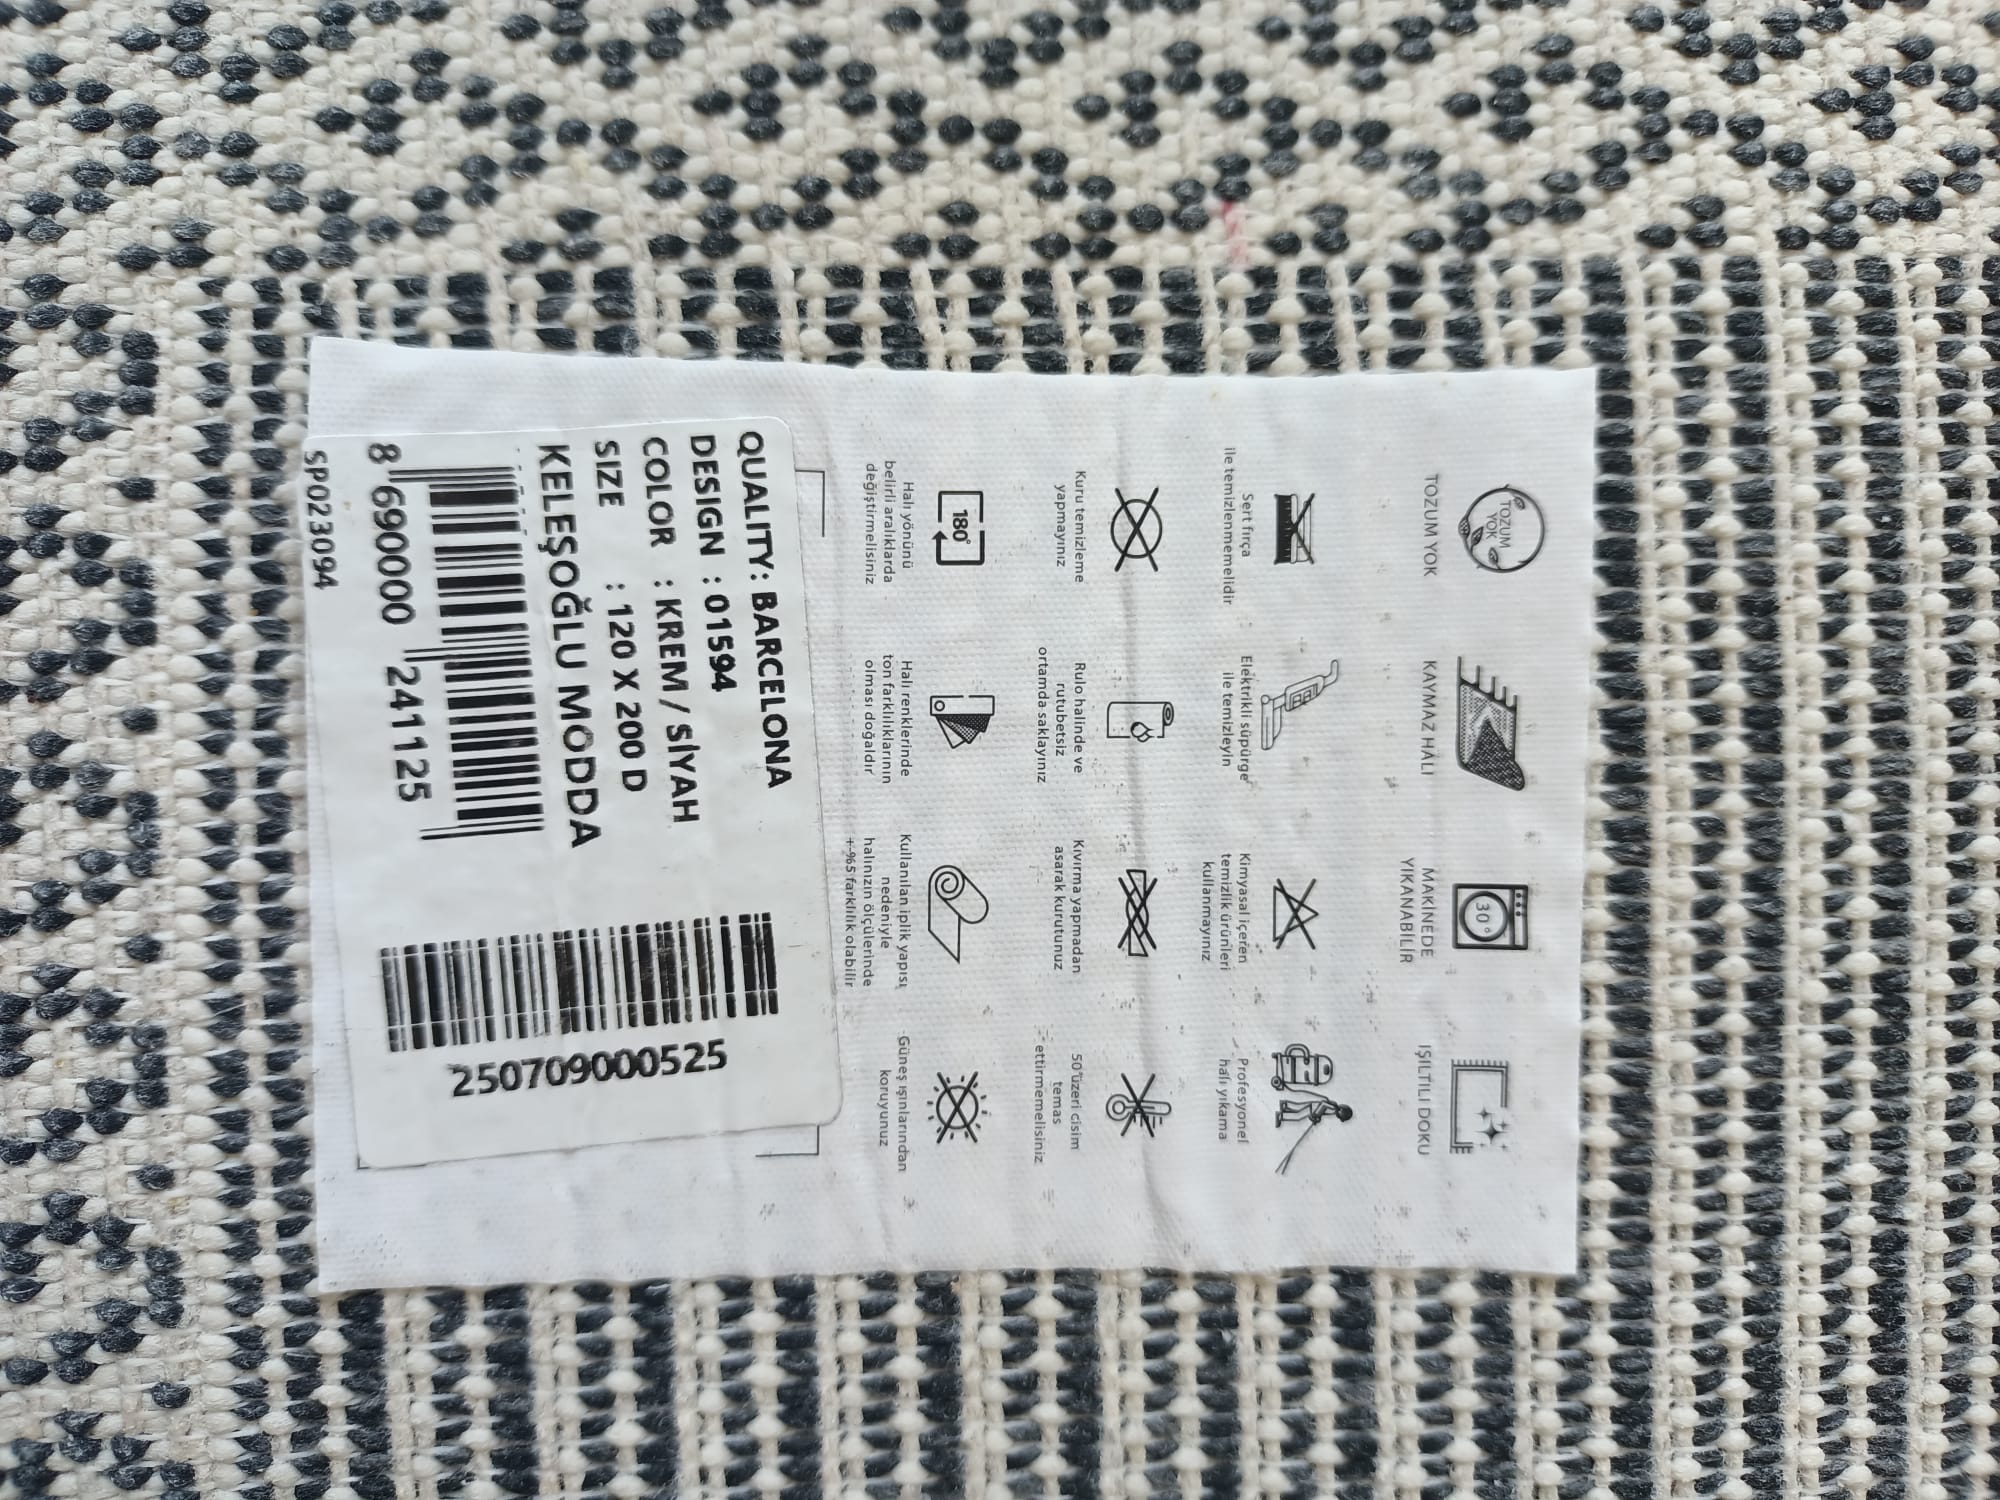 TOZUM
YOK
TOZUM YOK
KAYMAZ HALI
30°
MAKİNEDE
YIKANABİLİR
IŞILTILI DOKU
Sert fırça
ile temizlenmemelidir
Elektrikli süpürge
ile temizleyin
Kimyasal içeren
temizlik ürünleri
kullanmayınız
Profesyonel
halı yıkama
Kuru temizleme
yapmayınız
Rulo halinde ve
rutubetsiz
ortamda saklayınız
Kıvırma yapmadan
asarak kurutunuz
50°üzeri cisim
temas
ettirmemelisiniz
180°
Halı yönünü
belirli aralıklarda
değiştirmelisiniz
Halı renklerinde
ton farklılıklarının
olması doğaldır
Kullanılan iplik yapısı
nedeniyle
halınızın ölçülerinde
+-%5 farklılık olabilir
Güneş ışınlarından
koruyunuz
QUALITY: BARCELONA
DESIGN : 01594
COLOR : KREM / SİYAH
SIZE : 120 X 200 D
KELEŞOĞLU MODDA
8 690000 241125
SP023094
250709000525